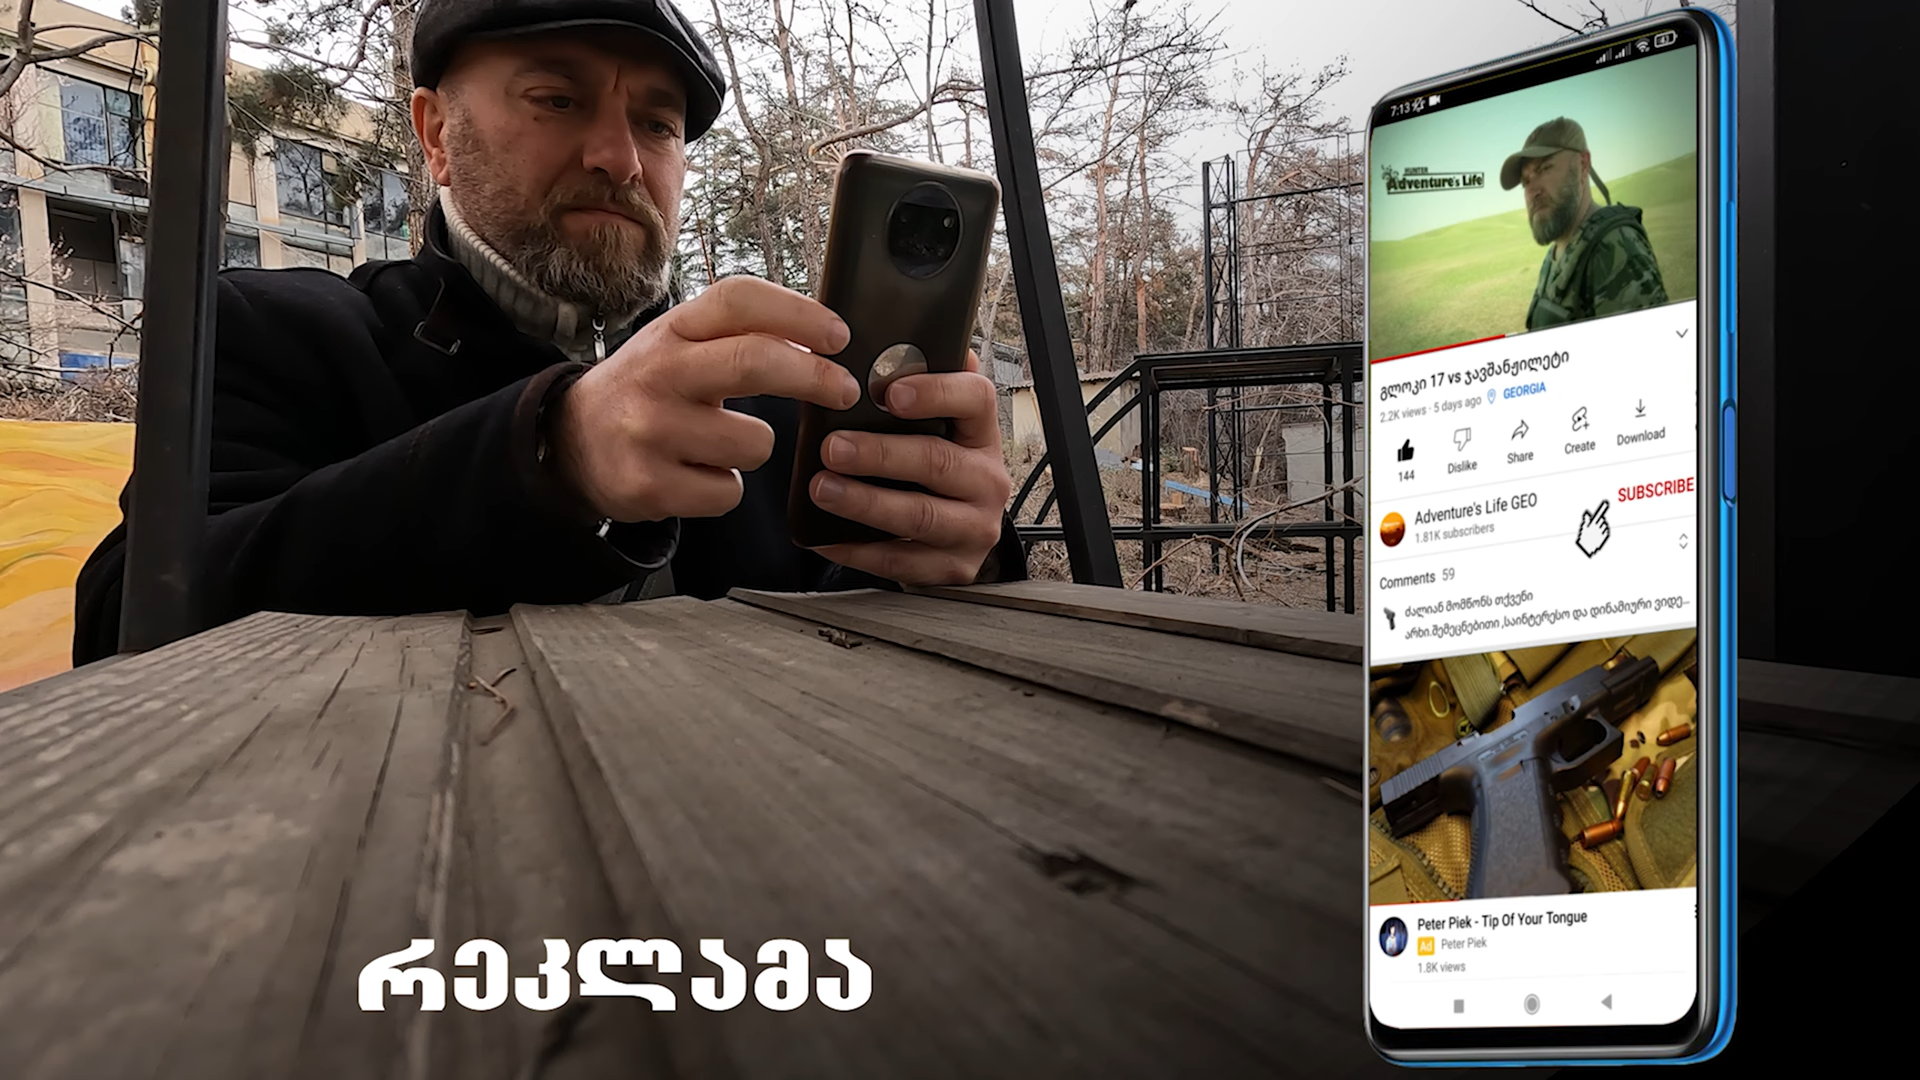 რეკლამა
7:13
43
HUNTER
Adventure's Life
გლოკი 17 vs ჯავშანჟილეტი
2.2K views · 5 days ago GEORGIA
144
Dislike
Share
Create
Download
Adventure's Life GEO
1.81K subscribers
SUBSCRIBE
Comments 59
ძალიან მომწონს თქვენი
არხი.შემეცნებითი ,საინტერესო და დინამიური ვიდე...
Peter Piek - Tip Of Your Tongue
Ad Peter Piek
1.8K views